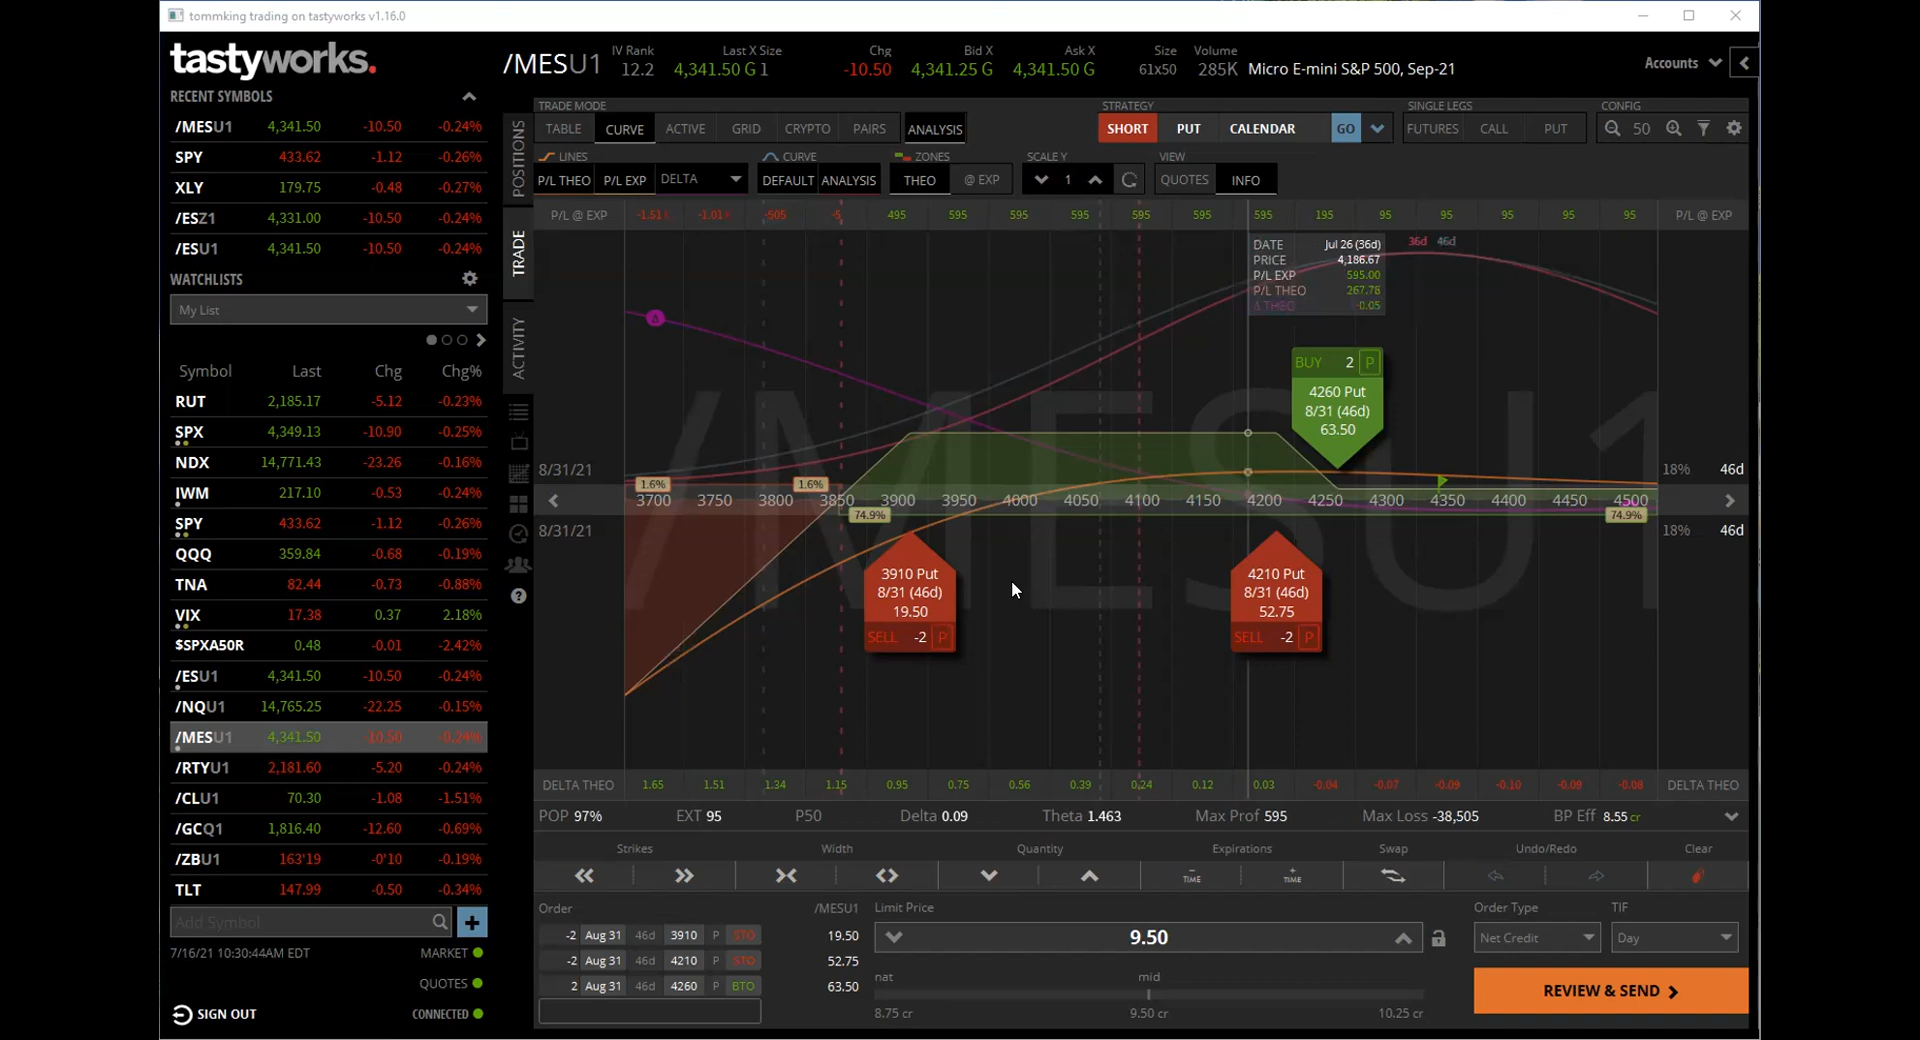 tommking trading on tastyworks v1.16.0
tastyworks.
/MESU1
IV Rank
12.2
Last X Size
4,341.50 G 1
Chg
-10.50
Bid X
4,341.25 G
Ask X
4,341.50 G
Size
61x50
Volume
285K
Micro E-mini S&P 500, Sep-21
Accounts
RECENT SYMBOLS
/MESU1 4,341.50 -10.50 -0.24%
SPY 433.62 -1.12 -0.26%
XLY 179.75 -0.48 -0.27%
/ESZ1 4,331.00 -10.50 -0.24%
/ESU1 4,341.50 -10.50 -0.24%
WATCHLISTS
My List
Symbol Last Chg Chg%
RUT 2,185.17 -5.12 -0.23%
SPX 4,349.13 -10.90 -0.25%
NDX 14,771.43 -23.26 -0.16%
IWM 217.10 -0.53 -0.24%
SPY 433.62 -1.12 -0.26%
QQQ 359.84 -0.68 -0.19%
TNA 82.44 -0.73 -0.88%
VIX 17.38 0.37 2.18%
$SPXA50R 0.48 -0.01 -2.42%
/ESU1 4,341.50 -10.50 -0.24%
/NQU1 14,765.25 -22.25 -0.15%
/MESU1 4,341.50 -10.50 -0.24%
/RTYU1 2,181.60 -5.20 -0.24%
/CLU1 70.30 -1.08 -1.51%
/GCQ1 1,816.40 -12.60 -0.69%
/ZBU1 163'19 -0'10 -0.19%
TLT 147.99 -0.50 -0.34%
Add Symbol
7/16/21 10:30:44AM EDT MARKET
QUOTES
SIGN OUT CONNECTED
POSITIONS
TRADE
ACTIVITY
TRADE MODE
TABLE CURVE ACTIVE GRID CRYPTO PAIRS ANALYSIS
STRATEGY
SHORT PUT CALENDAR GO
SINGLE LEGS
FUTURES CALL PUT
CONFIG
50
LINES
P/L THEO P/L EXP DELTA
CURVE
DEFAULT ANALYSIS
ZONES
THEO @ EXP
SCALE Y
1
VIEW
QUOTES INFO
P/L @ EXP -505 -5 495 595 595 595 595 595 595 195 95 95 95 95 95 P/L @ EXP
DATE Jul 26 (36d)
PRICE 4,186.67
P/L EXP 595.00
P/L THEO 267.78
Δ THEO -0.05
36d 46d
Δ
/MESU1
BUY 2 P
4260 Put
8/31 (46d)
63.50
8/31/21 18% 46d
1.6% 1.6%
3700 3750 3800 3850 3900 3950 4000 4050 4100 4150 4200 4250 4300 4350 4400 4450 4500
74.9% 74.9%
8/31/21 18% 46d
3910 Put
8/31 (46d)
19.50
SELL -2 P
4210 Put
8/31 (46d)
52.75
SELL -2 P
DELTA THEO 1.65 1.51 1.34 1.15 0.95 0.75 0.56 0.39 0.24 0.12 0.03 -0.04 -0.07 -0.09 -0.10 -0.09 -0.08 DELTA THEO
POP 97% EXT 95 P50 Delta 0.09 Theta 1.463 Max Prof 595 Max Loss -38,505 BP Eff 8.55 cr
Strikes Width Quantity Expirations Swap Undo/Redo Clear
TIME TIME
Order /MESU1
-2 Aug 31 46d 3910 P STO 19.50
-2 Aug 31 46d 4210 P STO 52.75
2 Aug 31 46d 4260 P BTO 63.50
Limit Price
9.50
nat mid
8.75 cr 9.50 cr 10.25 cr
Order Type
Net Credit
TIF
Day
REVIEW & SEND